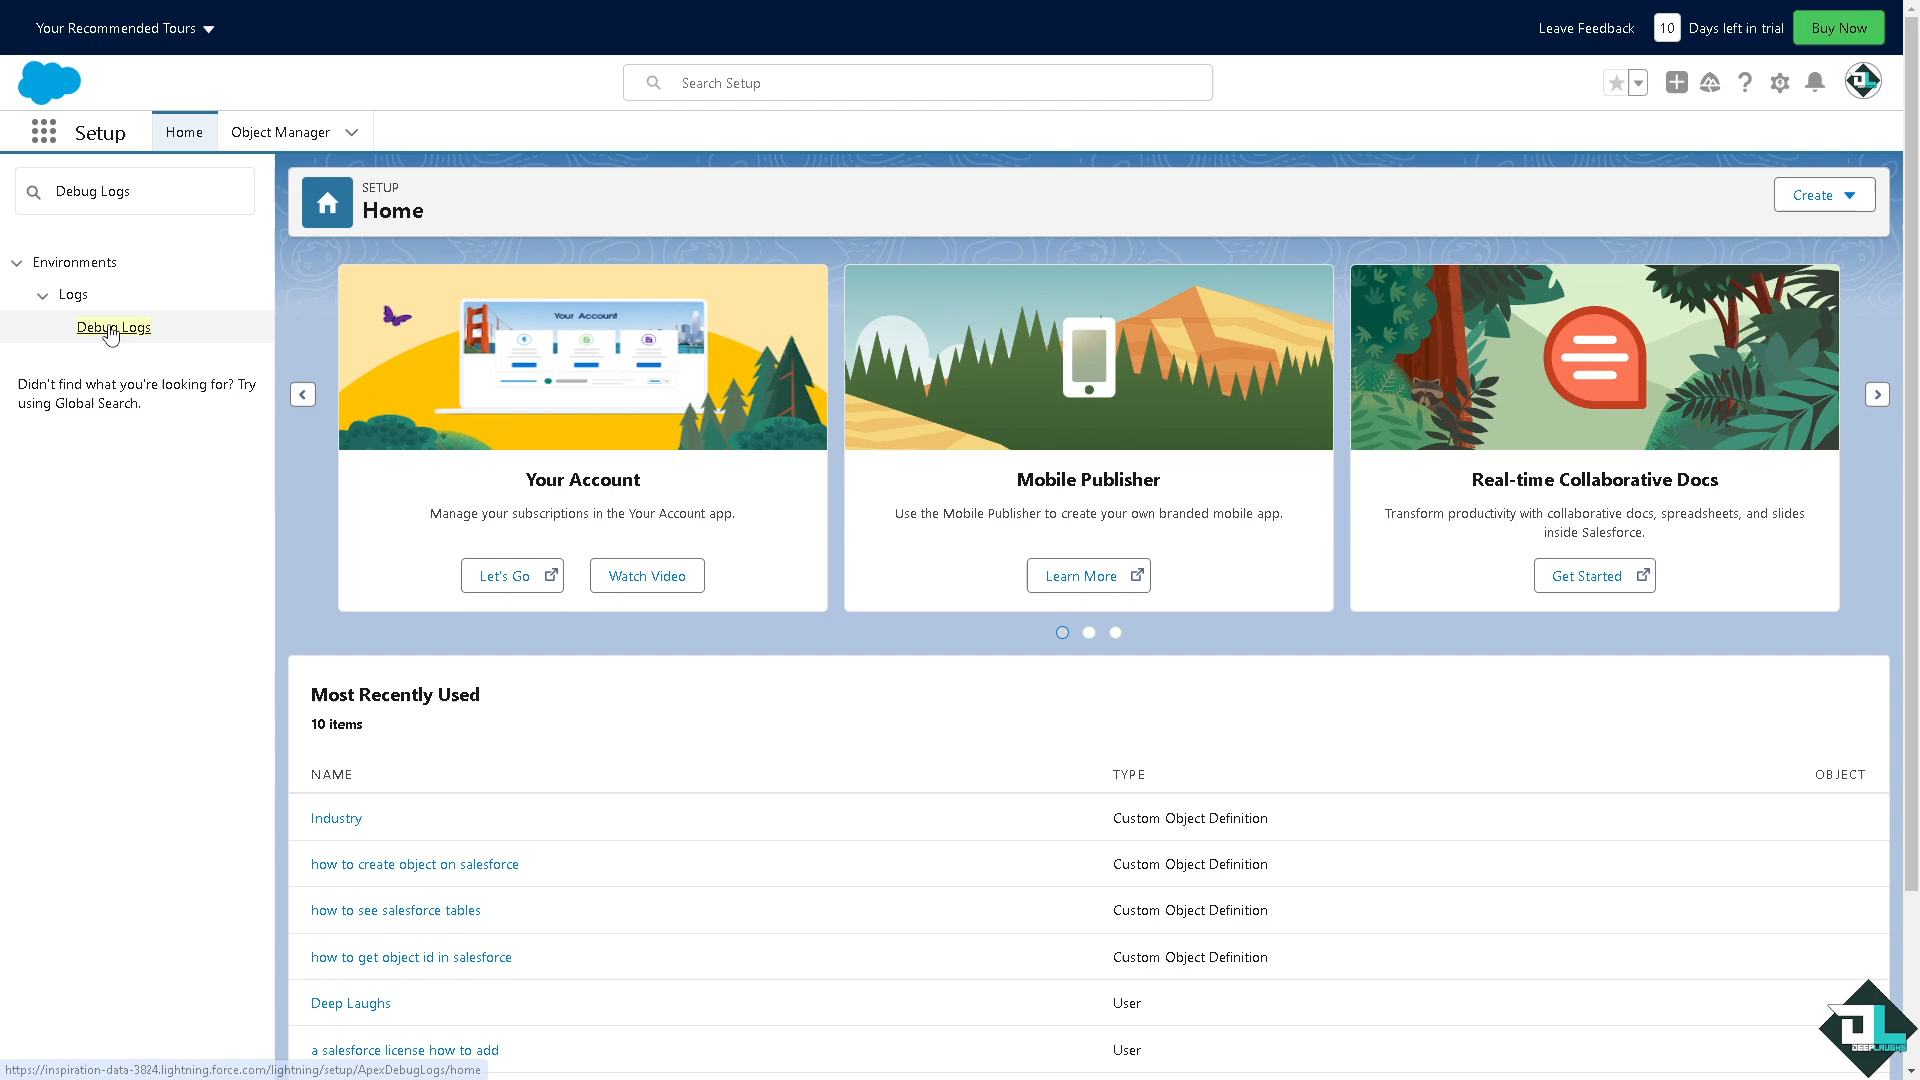 Your Recommended Tours
Leave Feedback
10 Days left in trial
Buy Now
Search Setup
Setup
Home
Object Manager
Debug Logs
Environments
Logs
Debug Logs
Didn't find what you're looking for? Try
using Global Search.
SETUP
Home
Create
Your Account
Your Account
Manage your subscriptions in the Your Account app.
Let's Go
Watch Video
Mobile Publisher
Use the Mobile Publisher to create your own branded mobile app.
Learn More
Real-time Collaborative Docs
Transform productivity with collaborative docs, spreadsheets, and slides
inside Salesforce.
Get Started
Most Recently Used
10 items
NAME TYPE OBJECT
Industry Custom Object Definition
how to create object on salesforce Custom Object Definition
how to see salesforce tables Custom Object Definition
how to get object id in salesforce Custom Object Definition
Deep Laughs User
a salesforce license how to add User
https://inspiration-data-3824.lightning.force.com/lightning/setup/ApexDebugLogs/home
DL
DEEPLAUGHS